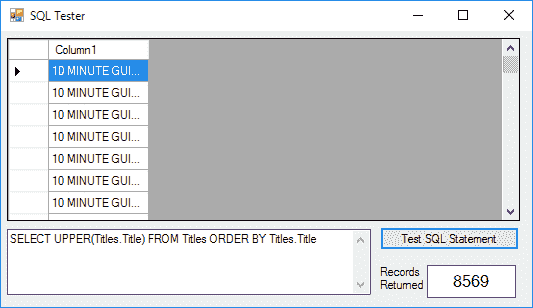 SQL Tester
Column1
10 MINUTE GUI...
10 MINUTE GUI...
10 MINUTE GUI...
10 MINUTE GUI...
10 MINUTE GUI...
10 MINUTE GUI...
10 MINUTE GUI...
SELECT UPPER(Titles.Title) FROM Titles ORDER BY Titles.Title
Test SQL Statement
Records
Returned
8569